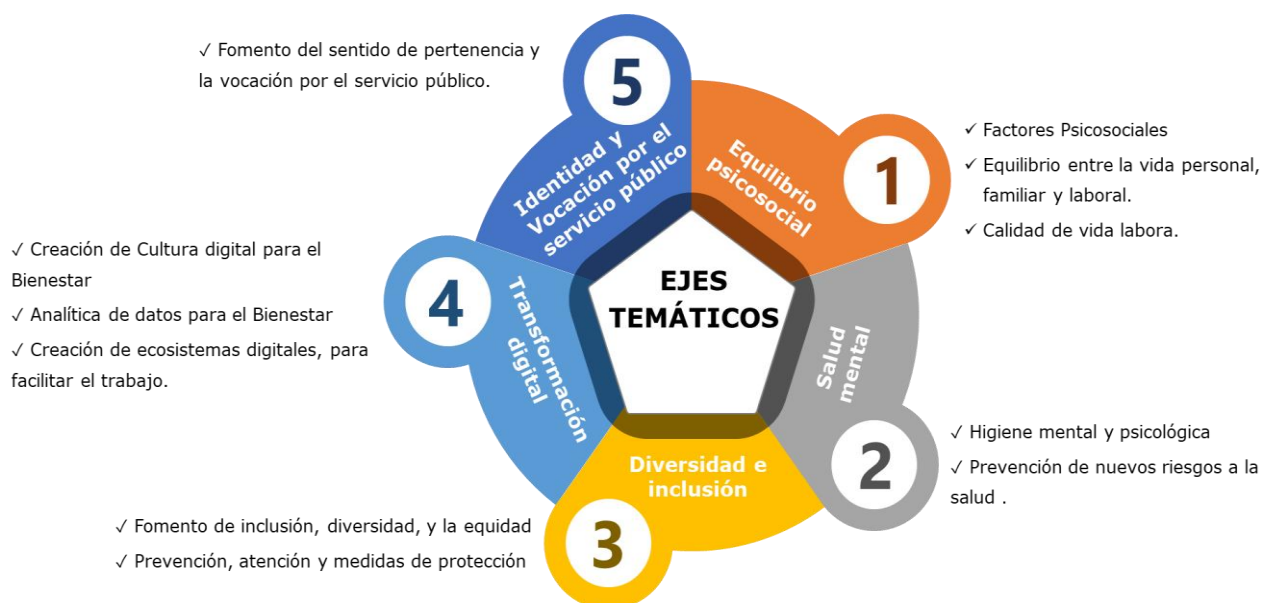 EJES
TEMÁTICOS
1
Equilibrio
psicosocial
✓ Factores Psicosociales
✓ Equilibrio entre la vida personal,
familiar y laboral.
✓ Calidad de vida labora.
2
Salud
mental
✓ Higiene mental y psicológica
✓ Prevención de nuevos riesgos a la
salud .
3
Diversidad e
inclusión
✓ Fomento de inclusión, diversidad, y la equidad
✓ Prevención, atención y medidas de protección
4
Transformación
digital
✓ Creación de Cultura digital para el
Bienestar
✓ Analítica de datos para el Bienestar
✓ Creación de ecosistemas digitales, para
facilitar el trabajo.
5
Identidad y
Vocación por el
servicio público
✓ Fomento del sentido de pertenencia y
la vocación por el servicio público.